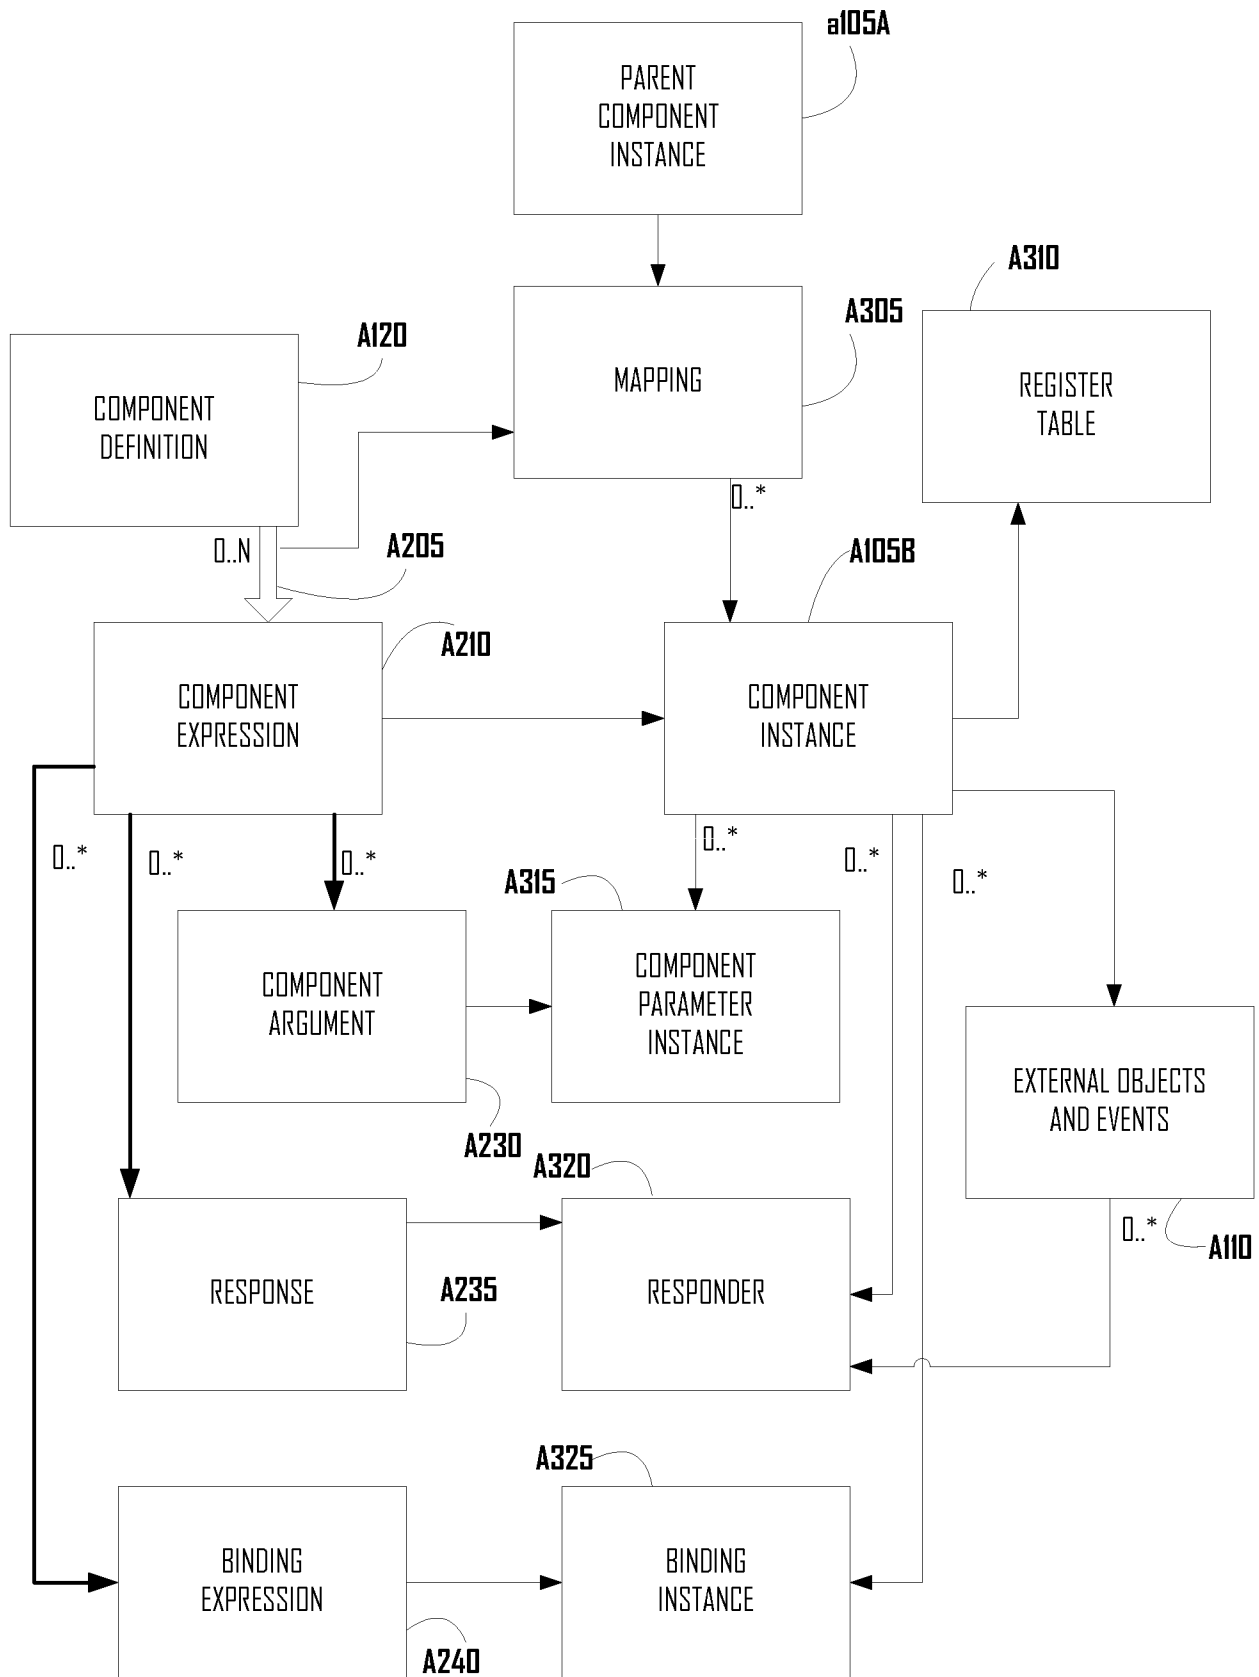 a105A
PARENT
COMPONENT
INSTANCE
A310
A305
A120
MAPPING
REGISTER
TABLE
COMPONENT
DEFINITION
0..*
0..N
A205
A105B
A210
COMPONENT
EXPRESSION
COMPONENT
INSTANCE
0..*
0..*
0..*
0..*
0..*
0..*
A315
COMPONENT
ARGUMENT
COMPONENT
PARAMETER
INSTANCE
EXTERNAL OBJECTS
AND EVENTS
A230
A320
0..*
A110
RESPONSE
A235
RESPONDER
A325
BINDING
EXPRESSION
BINDING
INSTANCE
A240